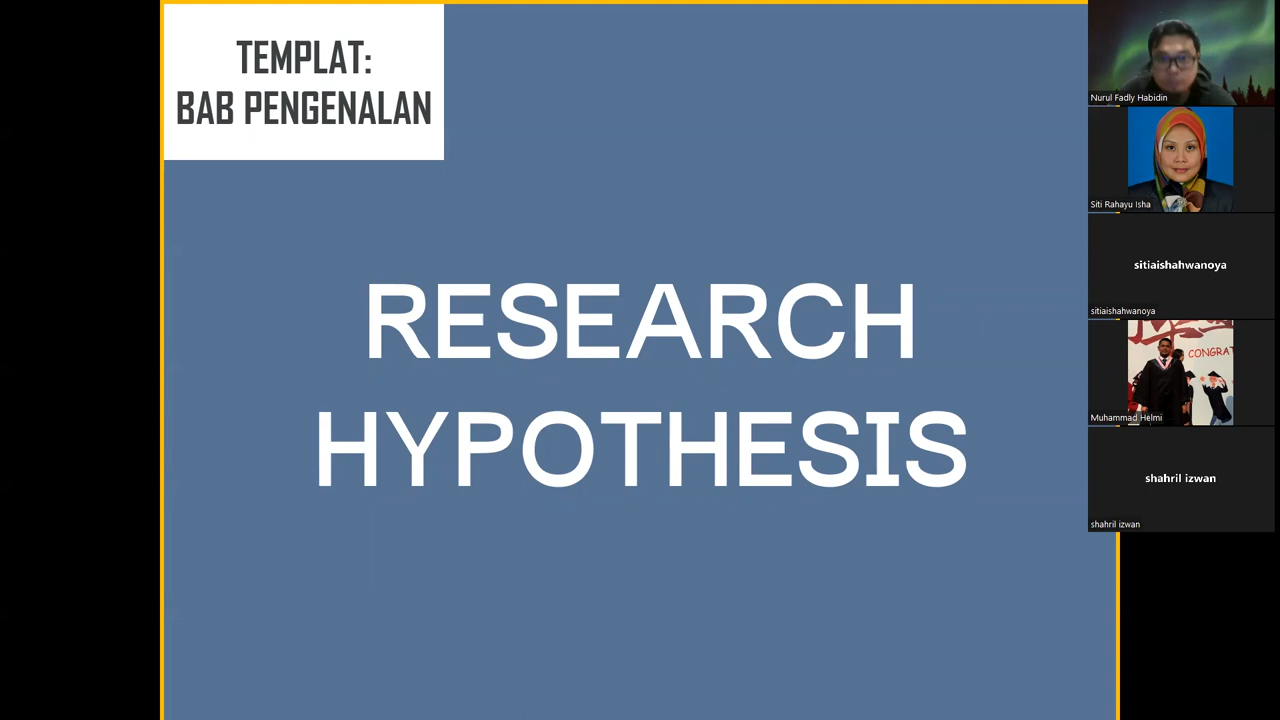 TEMPLAT:
BAB PENGENALAN
RESEARCH
HYPOTHESIS
Nurul Fadly Habidin
Siti Rahayu Isha
sitiaishahwanoya
sitiaishahwanoya
CONGRAT
Muhammad Helmi
shahril izwan
shahril izwan